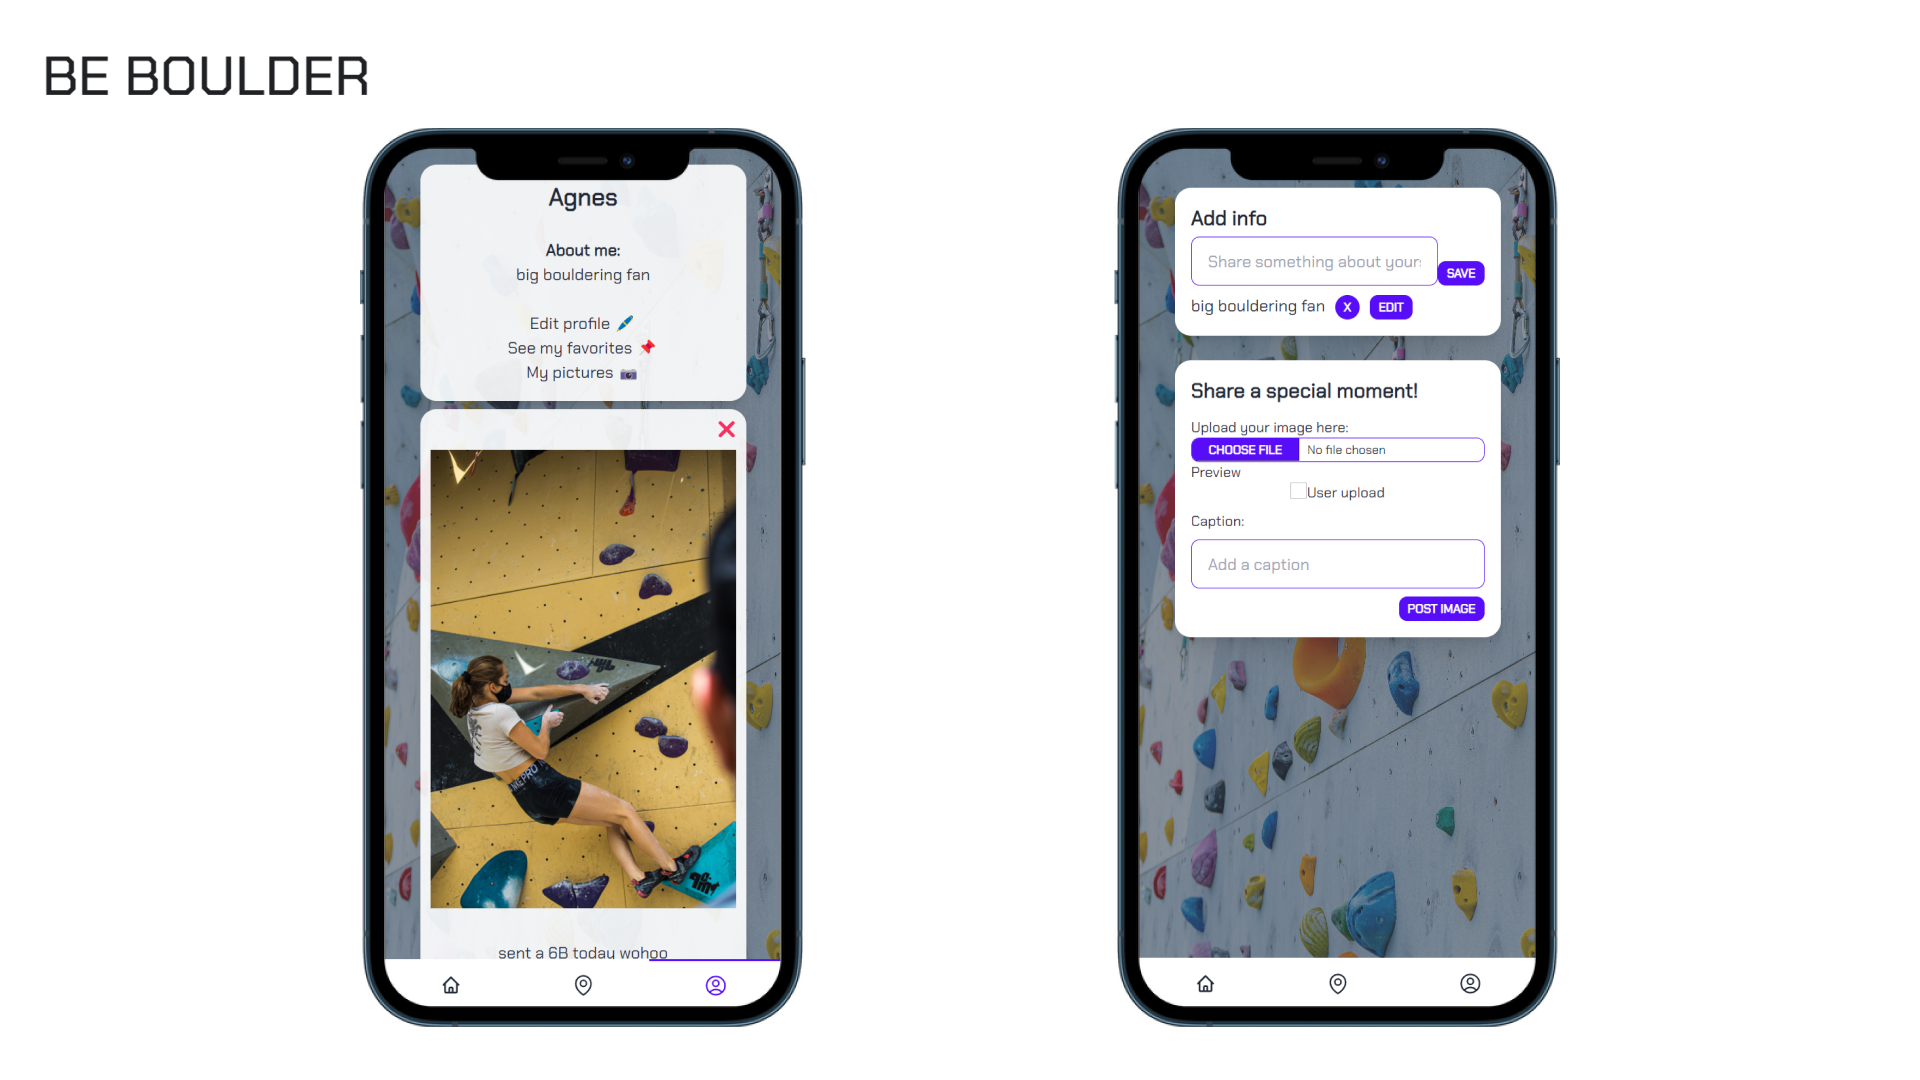 BE BOULDER
Agnes
About me:
big bouldering fan
Edit profile
See my favorites
My pictures
sent a 6B today wohoo
Add info
Share something about your
SAVE
big bouldering fan X EDIT
Share a special moment!
Upload your image here:
CHOOSE FILE No file chosen
Preview
User upload
Caption:
Add a caption
POST IMAGE